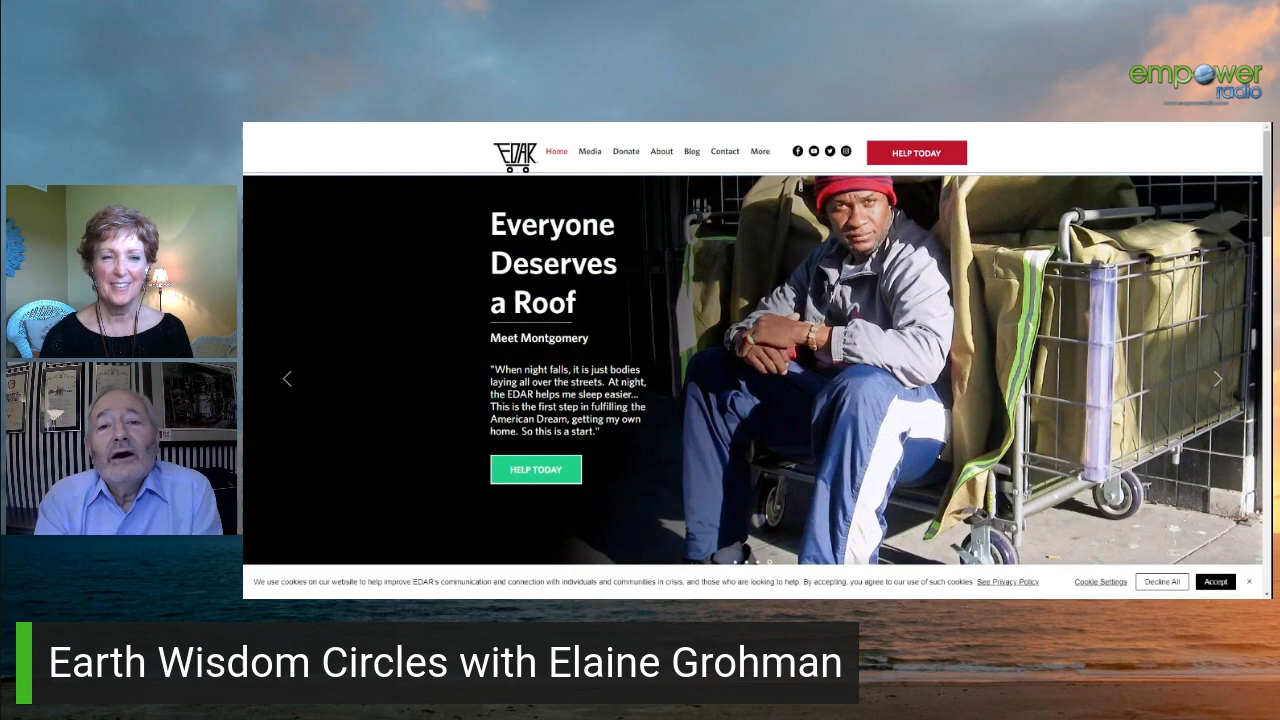 empower
radio
EDAR
Home Media Donate About Blog Contact More
HELP TODAY
Everyone
Deserves
a Roof
Meet Montgomery
"When night falls, it is just bodies
laying all over the streets. At night,
the EDAR helps me sleep easier...
This is the first step in fulfilling the
American Dream, getting my own
home. So this is a start."
HELP TODAY
We use cookies on our website to help improve EDAR's communication and connection with individuals and communities in crisis, and those who are looking to help. By accepting, you agree to our use of such cookies. See Privacy Policy
Cookie Settings Decline All Accept ×
Earth Wisdom Circles with Elaine Grohman